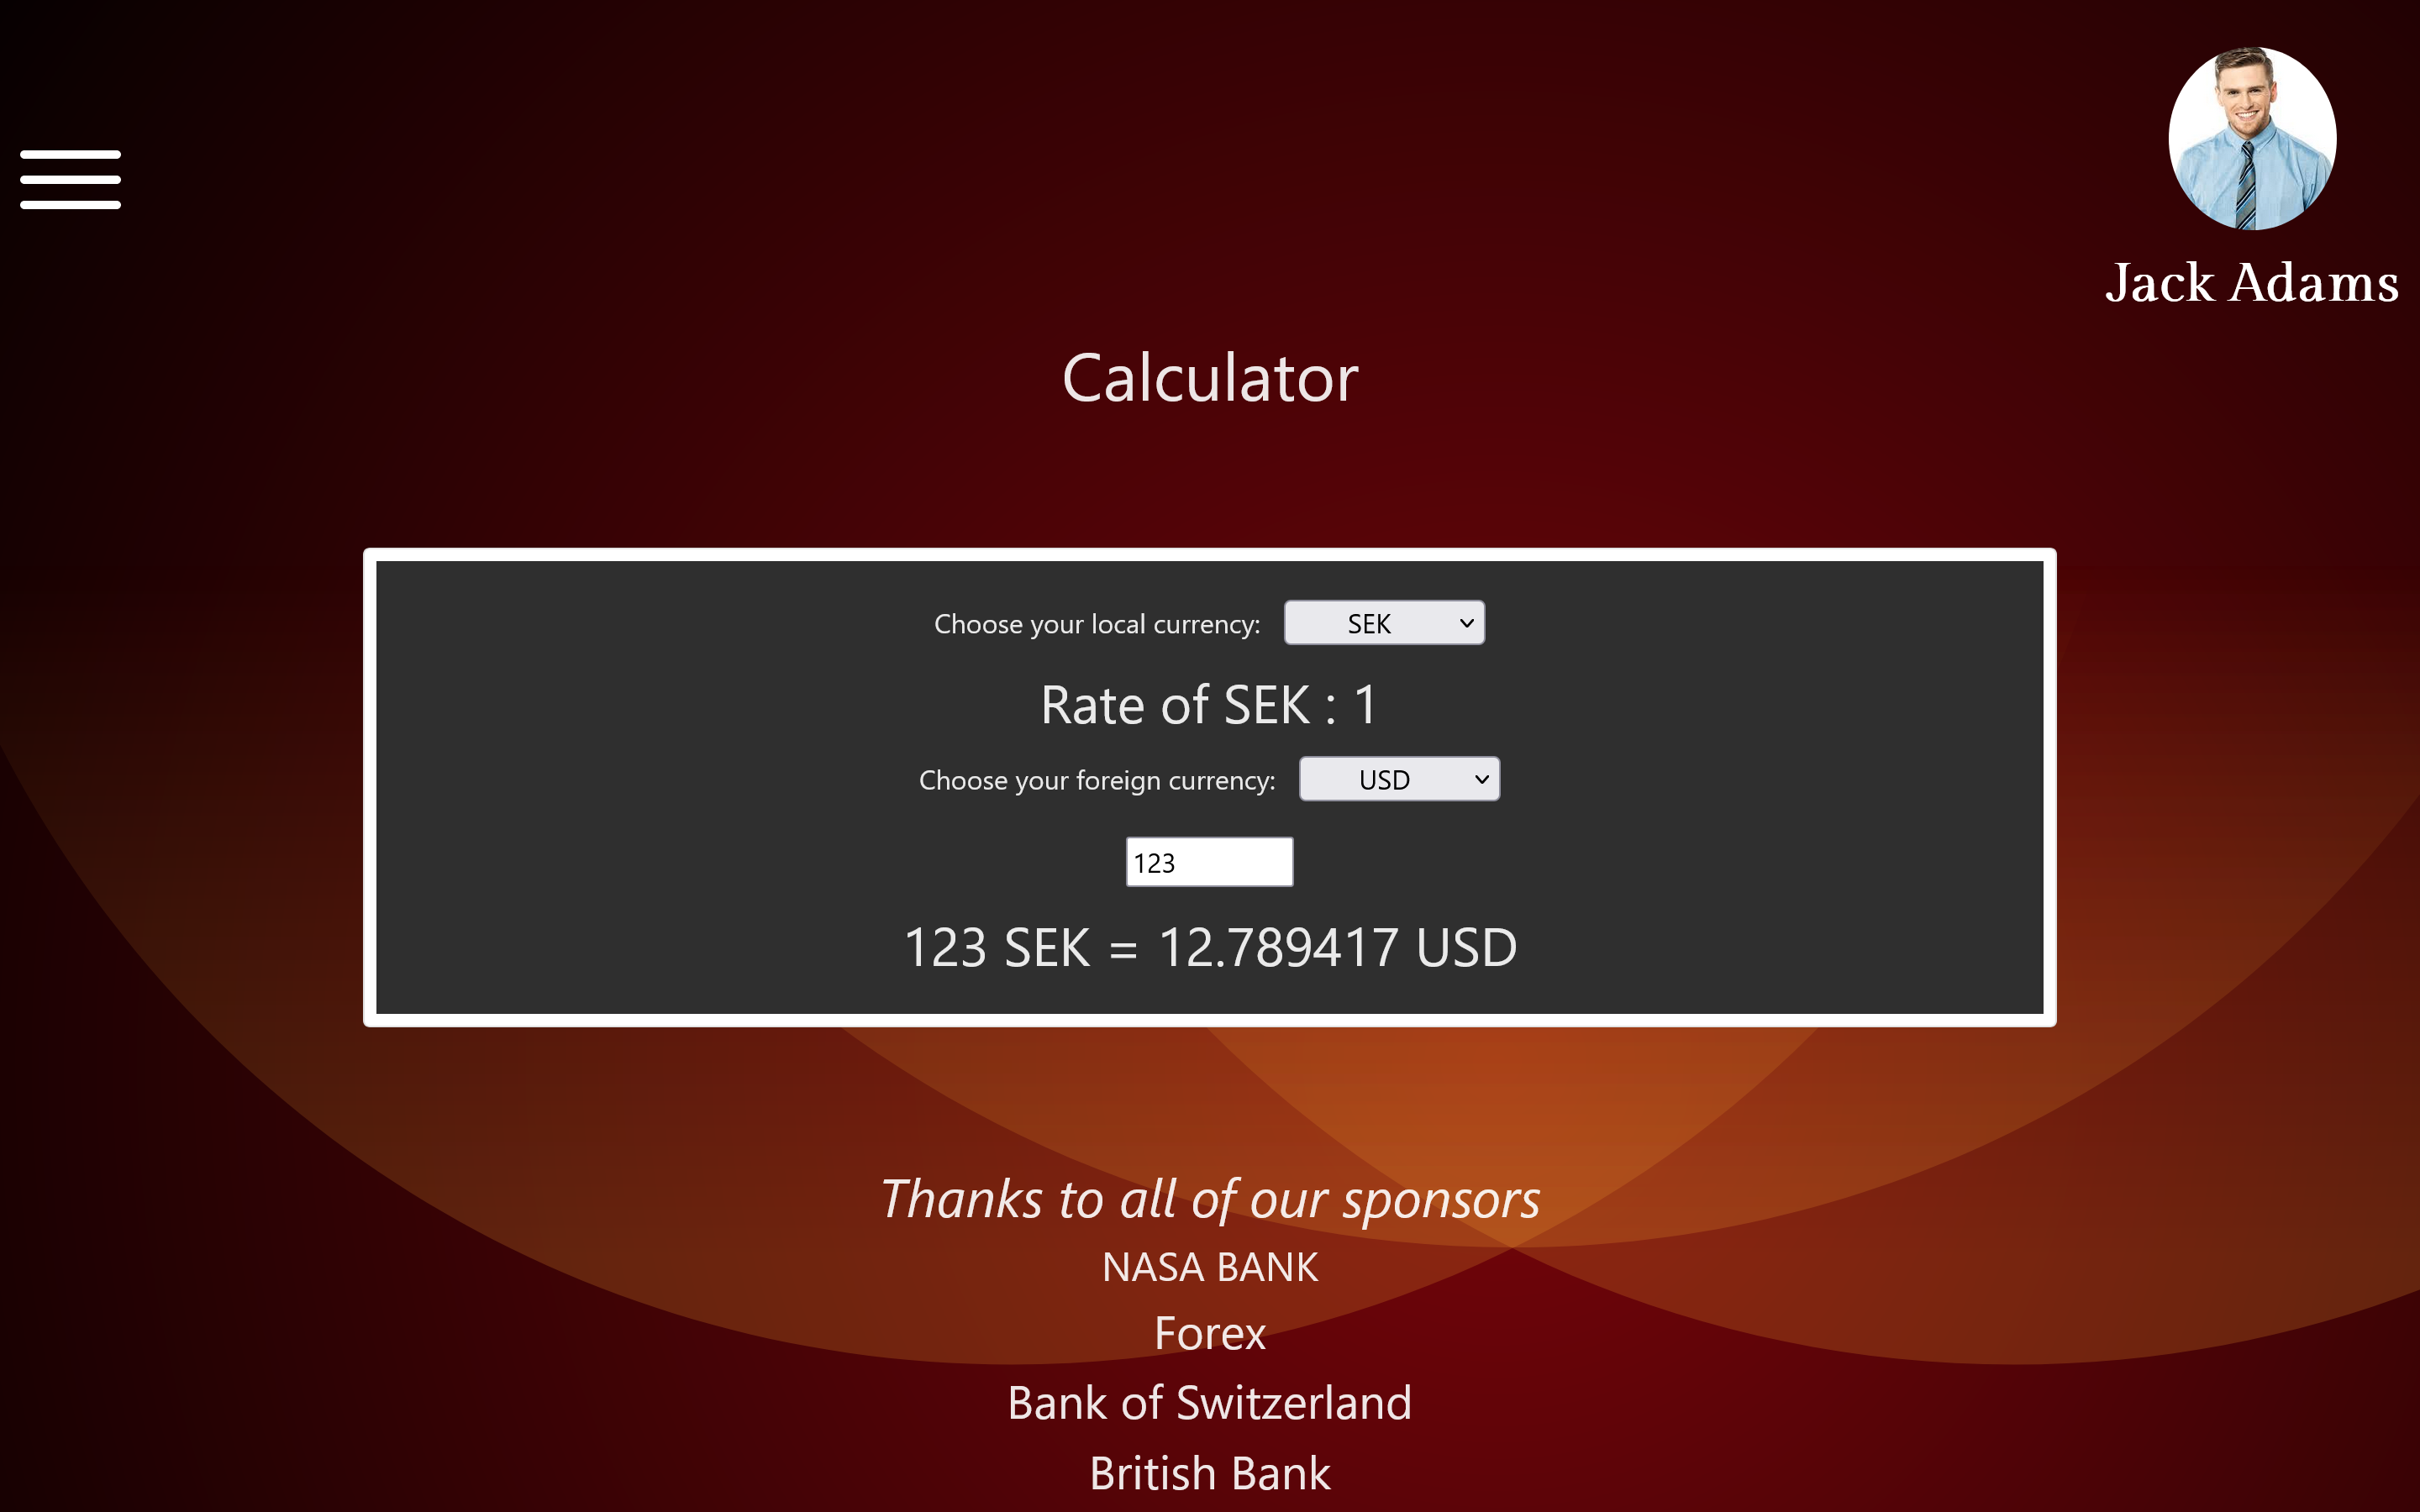 Jack Adams
Calculator
Choose your local currency: SEK
Rate of SEK : 1
Choose your foreign currency: USD
123
123 SEK = 12.789417 USD
Thanks to all of our sponsors
NASA BANK
Forex
Bank of Switzerland
British Bank